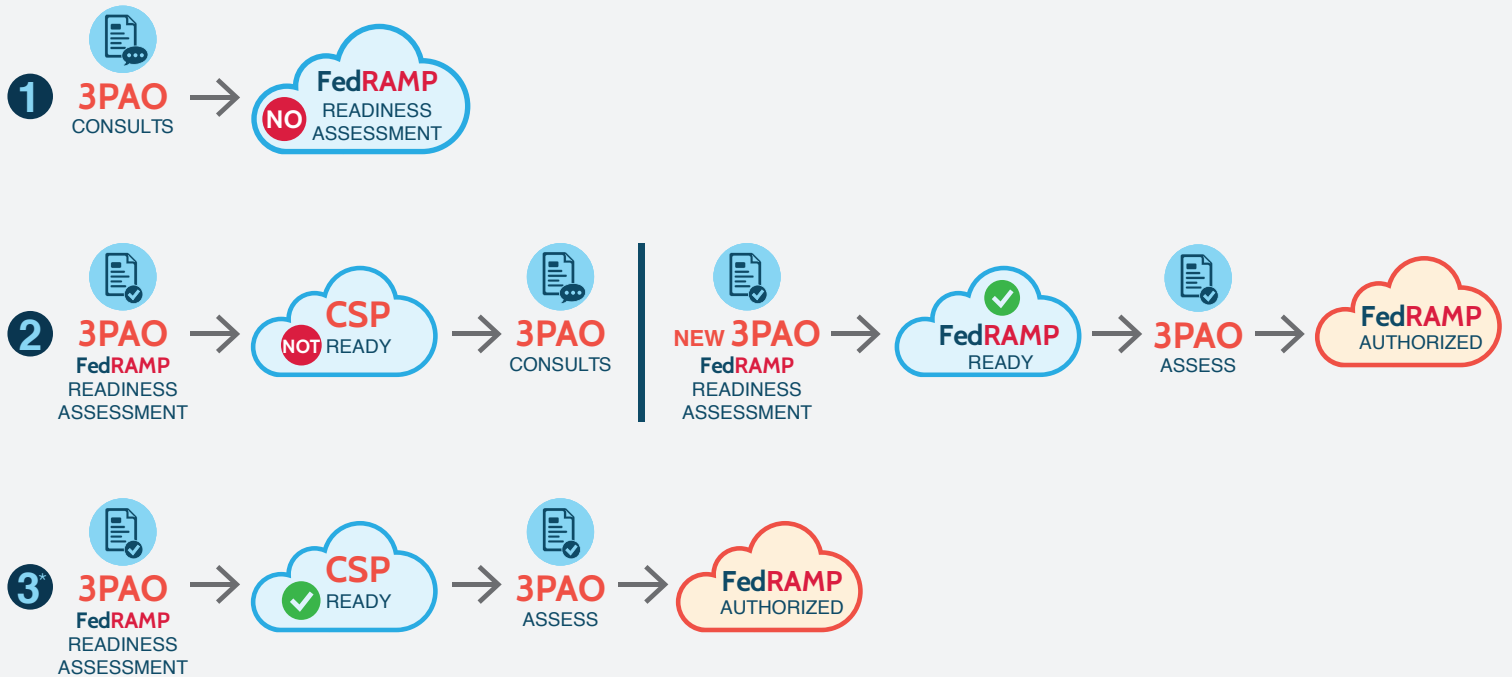 1
3PAO
CONSULTS
FedRAMP
NO
READINESS
ASSESSMENT
2
3PAO
FedRAMP
READINESS
ASSESSMENT
CSP
NOT
READY
3PAO
CONSULTS
NEW 3PAO
FedRAMP
READINESS
ASSESSMENT
FedRAMP
READY
3PAO
ASSESS
FedRAMP
AUTHORIZED
3*
3PAO
FedRAMP
READINESS
ASSESSMENT
CSP
READY
3PAO
ASSESS
FedRAMP
AUTHORIZED